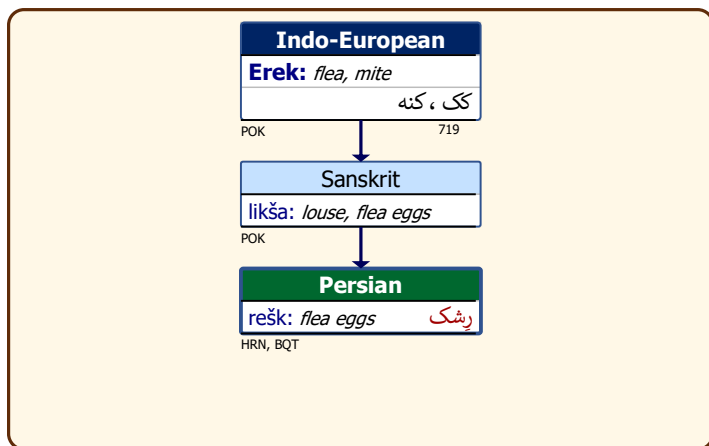 Indo-European
Erek: flea, mite
کک ، کنه
POK 719
Sanskrit
likša: louse, flea eggs
POK
Persian
rešk: flea eggs رِشک
HRN, BQT